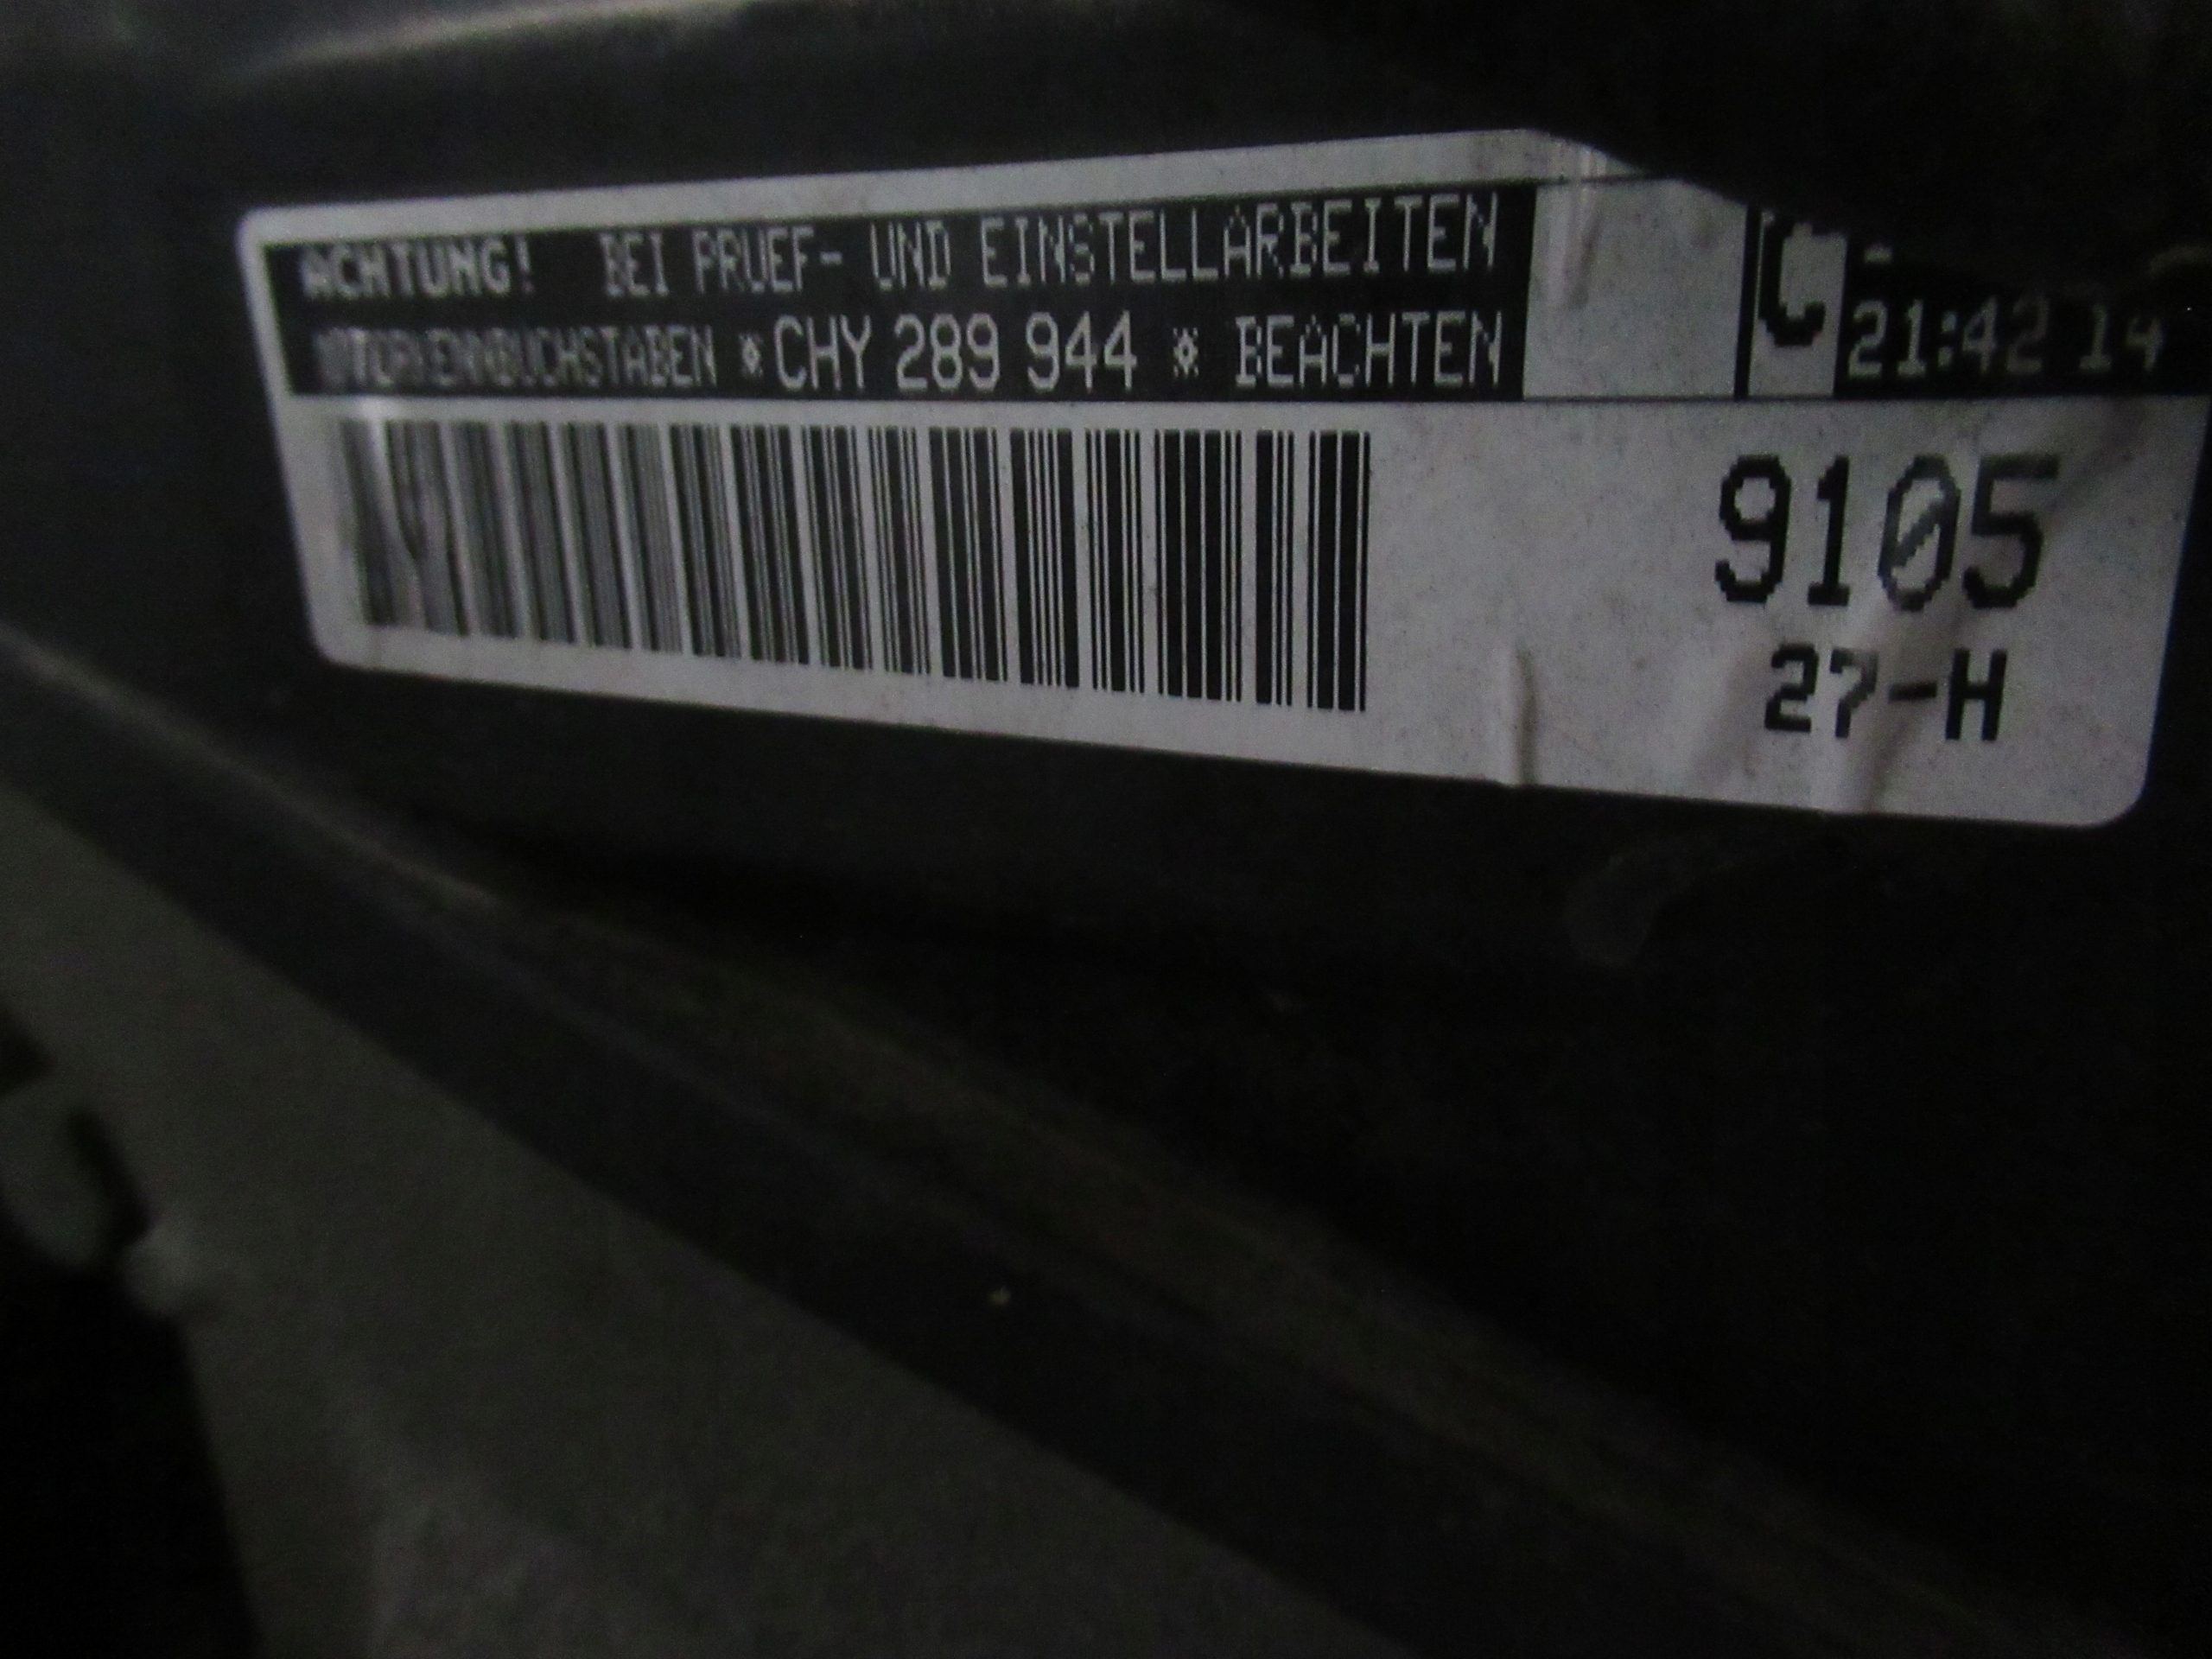 ACHTUNG! BEI PRUEF- UND EINSTELLARBEITEN
MOTORKENNBUCHSTABEN *CHY 289 944 * BEACHTEN
21:42 14
9105
27-H